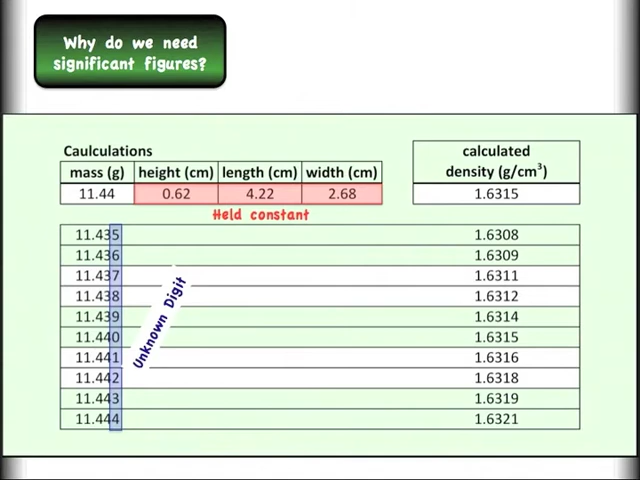 Why do we need
significant figures?
Caulculations
mass (g) height (cm) length (cm) width (cm)
11.44 0.62 4.22 2.68
calculated
density (g/cm³)
1.6315
Held constant
11.435 1.6308
11.436 1.6309
11.437 1.6311
11.438 1.6312
11.439 1.6314
11.440 1.6315
11.441 1.6316
11.442 1.6318
11.443 1.6319
11.444 1.6321
Unknown Digit